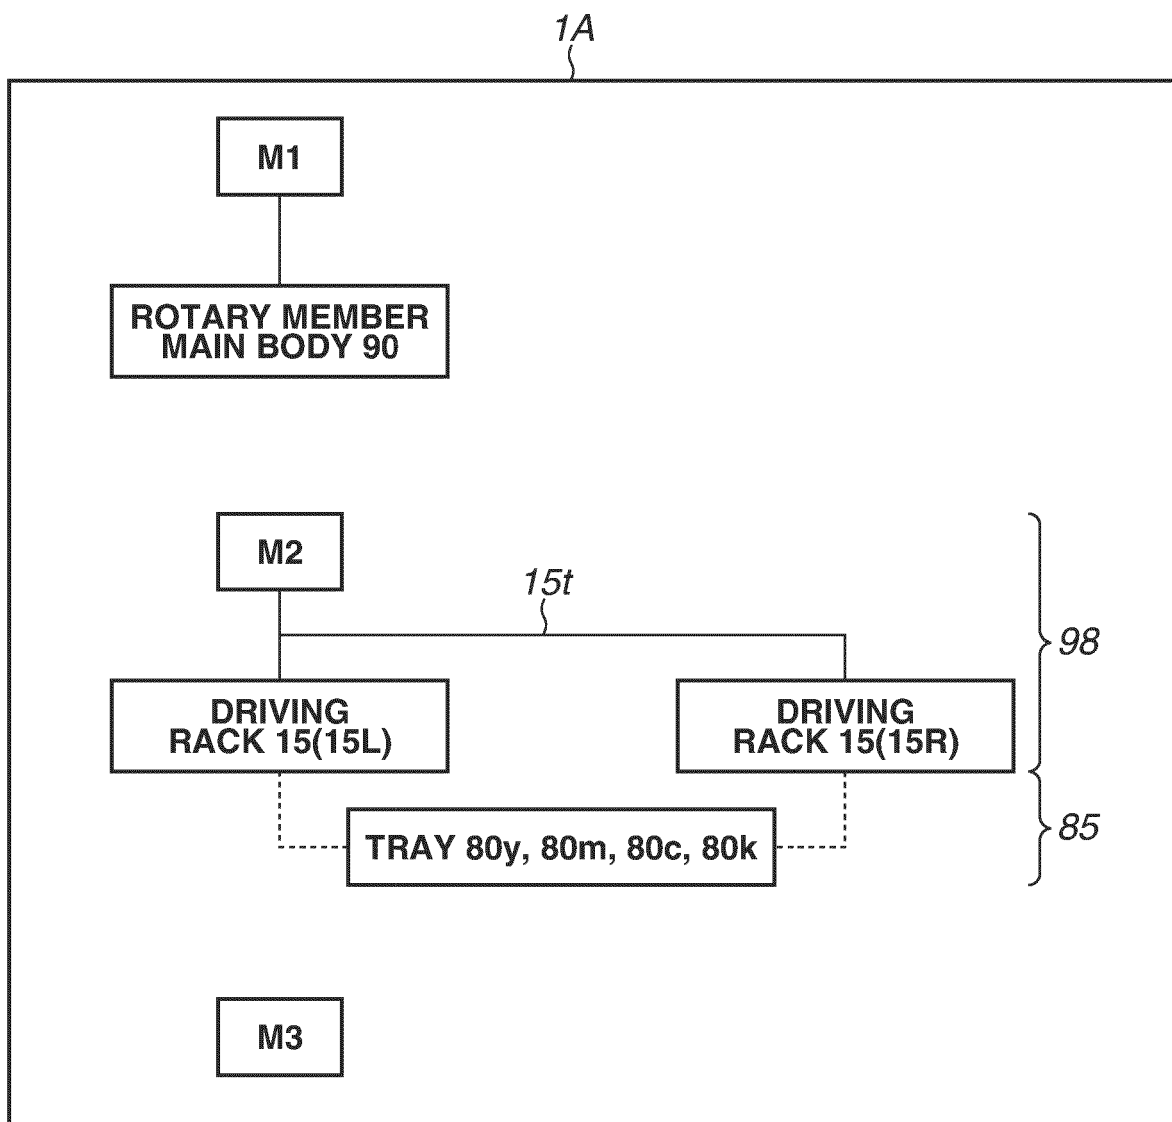 1A
M1
ROTARY MEMBER
MAIN BODY 90
M2
15t
98
DRIVING
RACK 15(15L)
DRIVING
RACK 15(15R)
85
TRAY 80y, 80m, 80c, 80k
M3